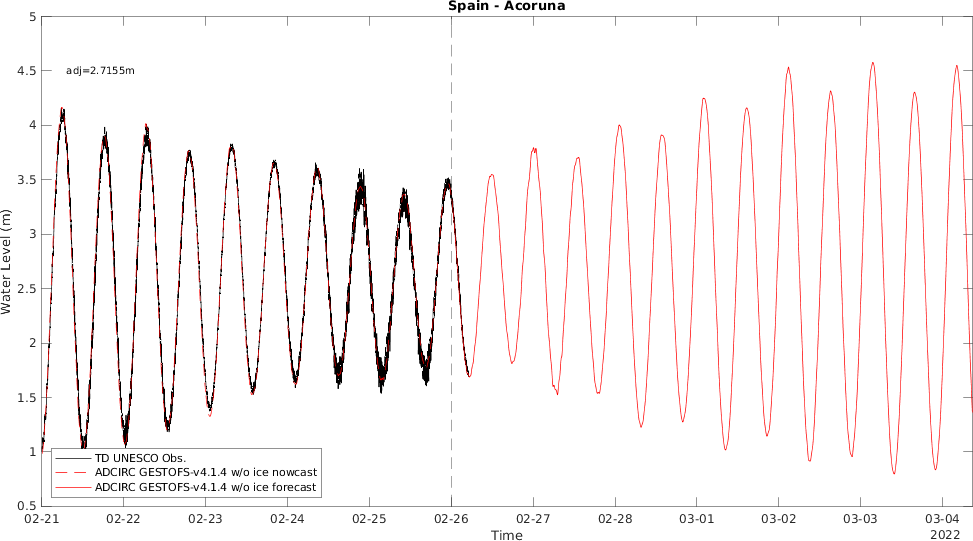 Spain - Acoruna
5
4.5
4
3.5
3
2.5
2
1.5
1
0.5
Water Level (m)
adj=2.7155m
TD UNESCO Obs.
ADCIRC GESTOFS-v4.1.4 w/o ice nowcast
ADCIRC GESTOFS-v4.1.4 w/o ice forecast
02-21 02-22 02-23 02-24 02-25 02-26 02-27 02-28 03-01 03-02 03-03 03-04
2022
Time